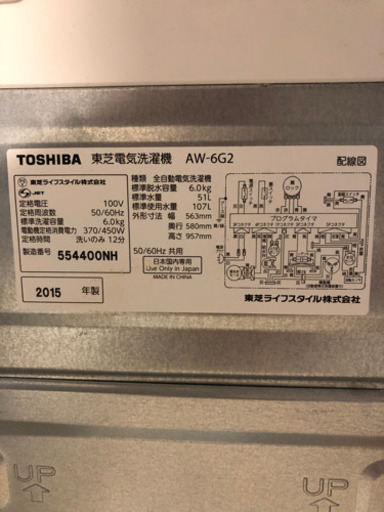 TOSHIBA 東芝電気洗濯機 AW-6G2 配線図
東芝ライフスタイル株式会社
JET
定格電圧 100V
定格周波数 50/60Hz
標準洗濯容量 6.0kg
電動機定格消費電力 370/450W
定格時間 洗いのみ 12分
製造番号 554400NH
2015 年製
種類 全自動電気洗濯機
標準脱水容量 6.0kg
標準水量 51L
標準使用水量 107L
外形寸法 幅 563mm
奥行 580mm
高さ 957mm
50/60Hz 共用
日本国内専用
Use Only in Japan
MADE IN CHINA
ロック
プログラムタイマ
東芝ライフスタイル株式会社
UP
UP